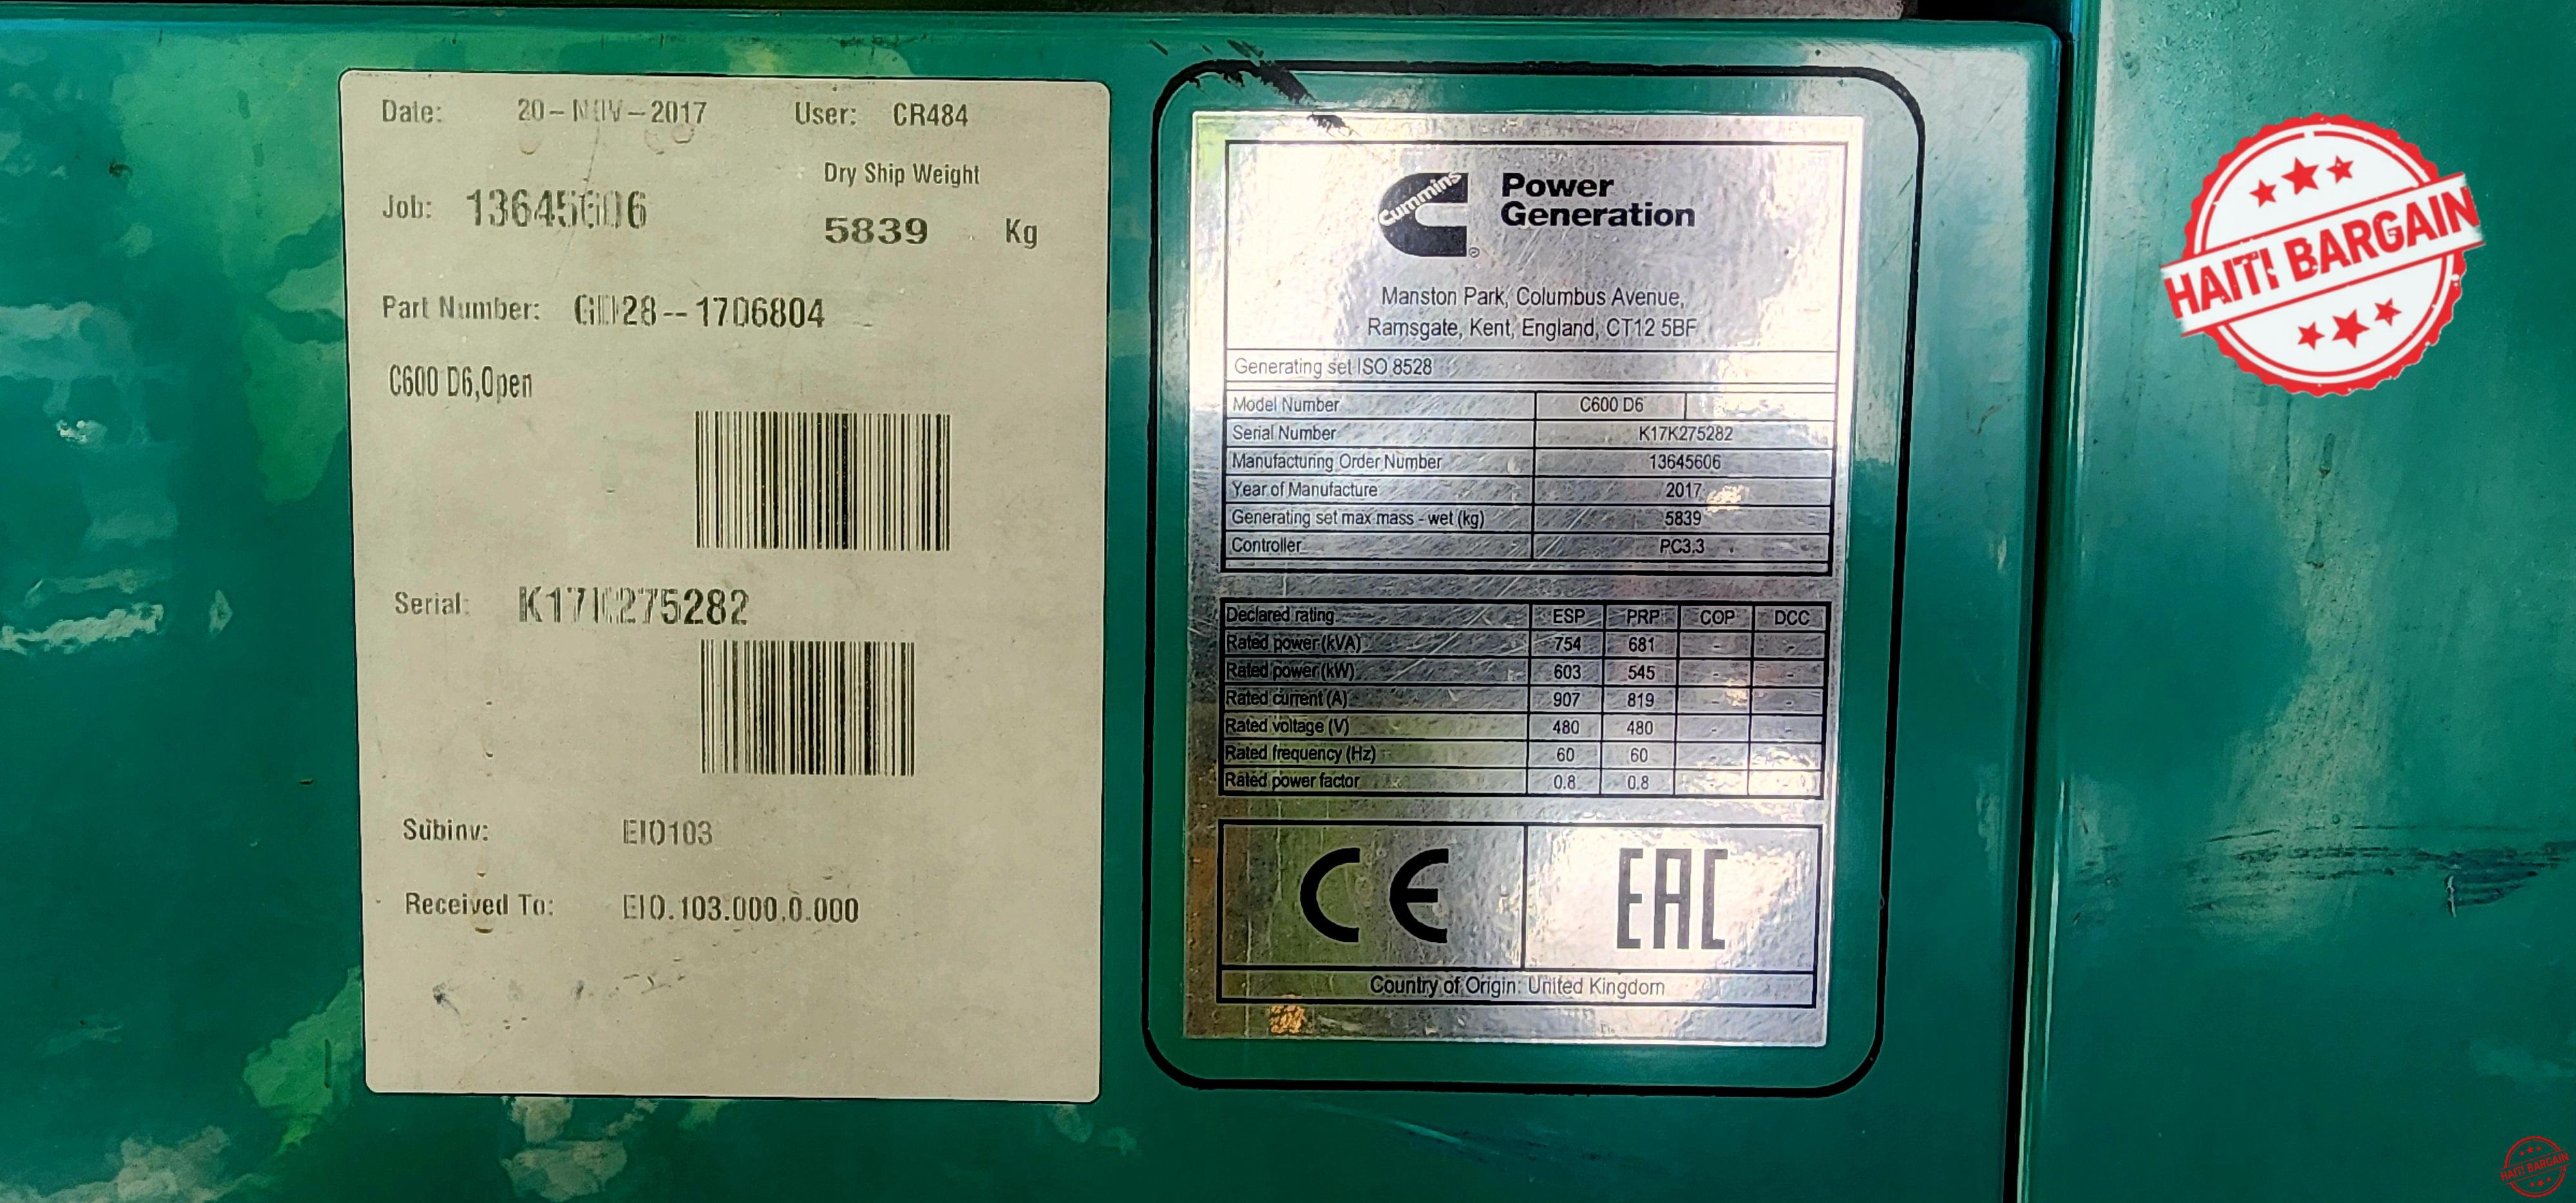 Date: 20-NOV-2017 User: CR484
Dry Ship Weight
Job: 13645606
5839 Kg
Part Number: 28--1706804
C600 D6,Open
Serial: K17K275282
Subinv: EIO103
Received To: EIO.103.000.0.000
Cummins
Power
Generation
®
Manston Park, Columbus Avenue,
Ramsgate, Kent, England, CT12 5BF
Generating set ISO 8528
Model Number C600 D6
Serial Number K17K275282
Manufacturing Order Number 13645606
Year of Manufacture 2017
Generating set max mass - wet (kg) 5839
Controller PC3.3
Declared rating ESP PRP COP DCC
Rated power (kVA) 754 681 - -
Rated power (kW) 603 545 - -
Rated current (A) 907 819 - -
Rated voltage (V) 480 480 - -
Rated frequency (Hz) 60 60 - -
Rated power factor 0.8 0.8 - -
CE EAC
Country of Origin: United Kingdom
HAITI BARGAIN
HAITI BARGAIN